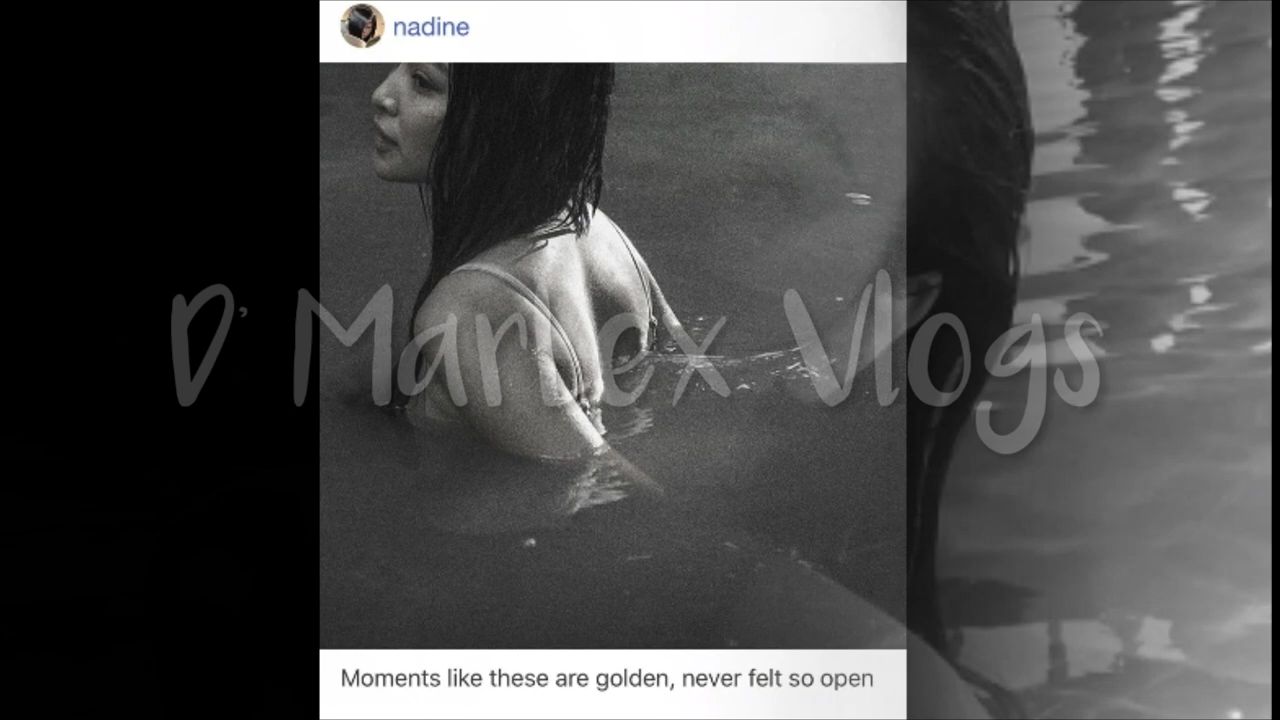 nadine
D' Marlex Vlogs
Moments like these are golden, never felt so open